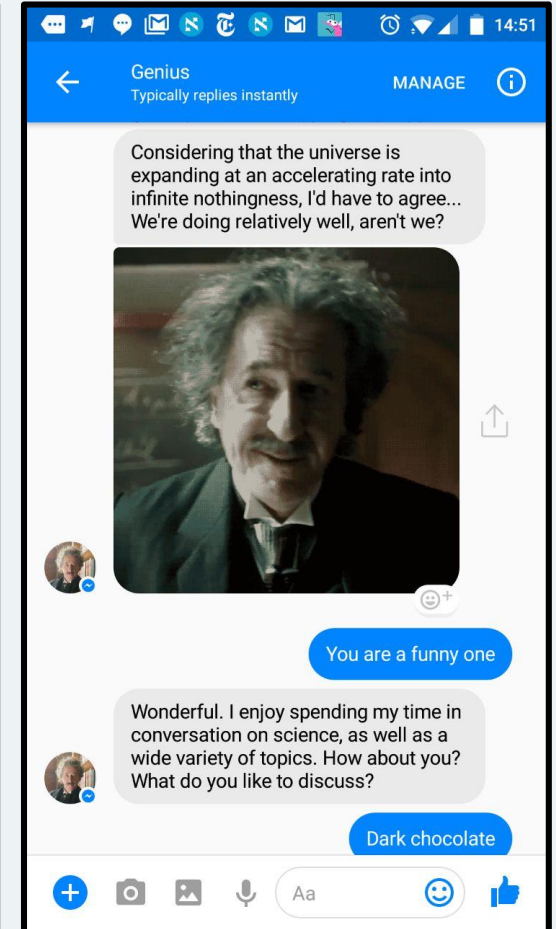 14:51
Genius
Typically replies instantly
MANAGE
Considering that the universe is
expanding at an accelerating rate into
infinite nothingness, I'd have to agree...
We're doing relatively well, aren't we?
You are a funny one
Wonderful. I enjoy spending my time in
conversation on science, as well as a
wide variety of topics. How about you?
What do you like to discuss?
Dark chocolate
Aa